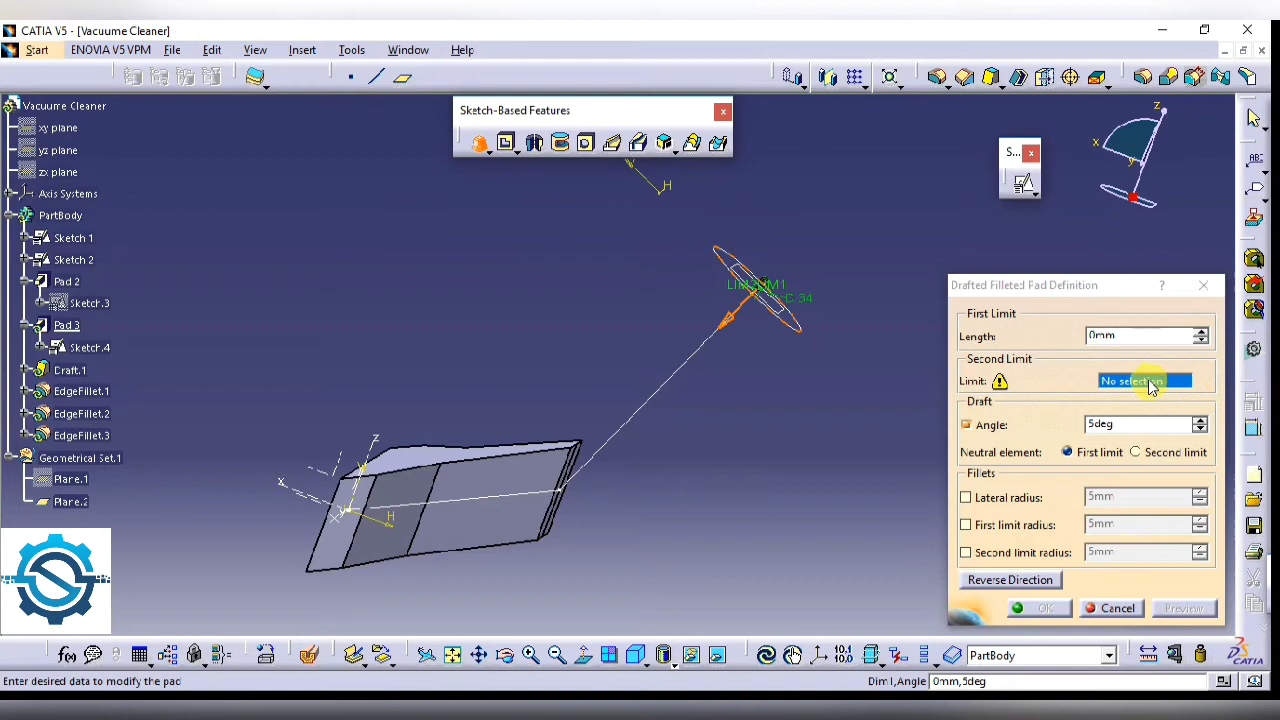 CATIA V5 - [Vacuume Cleaner]
Start ENOVIA V5 VPM File Edit View Insert Tools Window Help
Vacuume Cleaner
xy plane
yz plane
zx plane
Axis Systems
PartBody
Sketch 1
Sketch 2
Pad 2
Sketch.3
Pad 3
Sketch.4
Draft.1
EdgeFillet.1
EdgeFillet.2
EdgeFillet.3
Geometrical Set.1
Plane.1
Plane.2
Sketch-Based Features
S...
H
C 34
z
x
y
z
x
H
Drafted Filleted Pad Definition
First Limit
Length: 0mm
Second Limit
Limit: No selection
Draft
Angle: 5deg
Neutral element: First limit Second limit
Fillets
Lateral radius: 5mm
First limit radius: 5mm
Second limit radius: 5mm
Reverse Direction
OK Cancel Preview
PartBody
CATIA
Enter desired data to modify the pad
Dim1,Angle 0mm,5deg